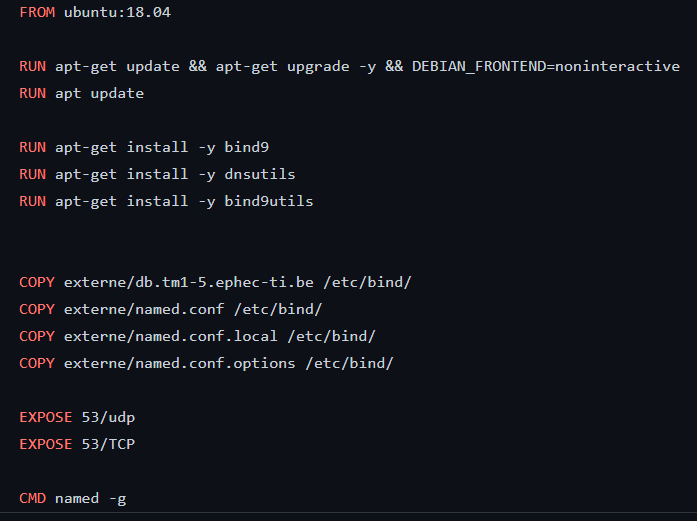 FROM ubuntu:18.04
RUN apt-get update && apt-get upgrade -y && DEBIAN_FRONTEND=noninteractive
RUN apt update
RUN apt-get install -y bind9
RUN apt-get install -y dnsutils
RUN apt-get install -y bind9utils
COPY externe/db.tm1-5.ephec-ti.be /etc/bind/
COPY externe/named.conf /etc/bind/
COPY externe/named.conf.local /etc/bind/
COPY externe/named.conf.options /etc/bind/
EXPOSE 53/udp
EXPOSE 53/TCP
CMD named -g